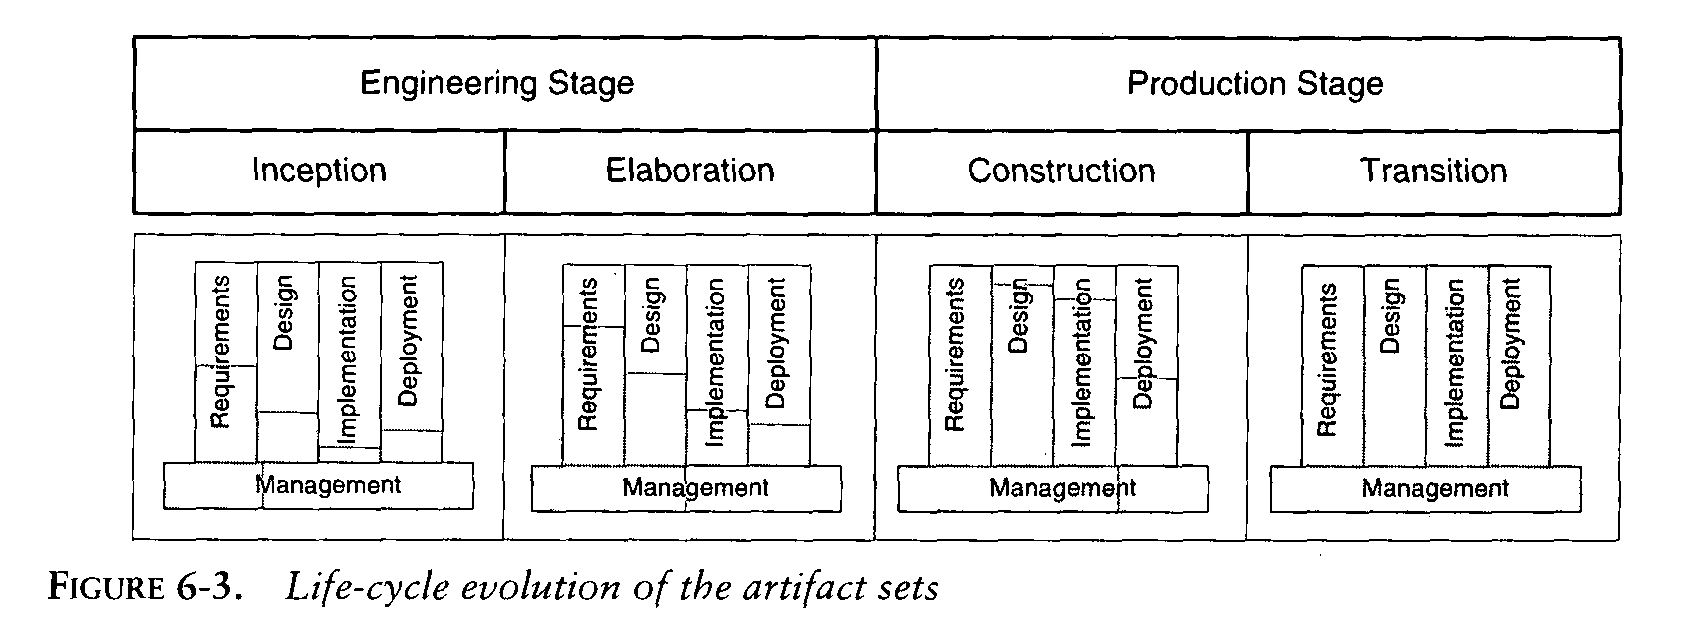 Engineering Stage Production Stage
Inception Elaboration Construction Transition
Requirements Design Implementation Deployment Requirements Design Implementation Deployment Requirements Design Implementation Deployment Requirements Design Implementation Deployment
Management Management Management Management
FIGURE 6-3. Life-cycle evolution of the artifact sets